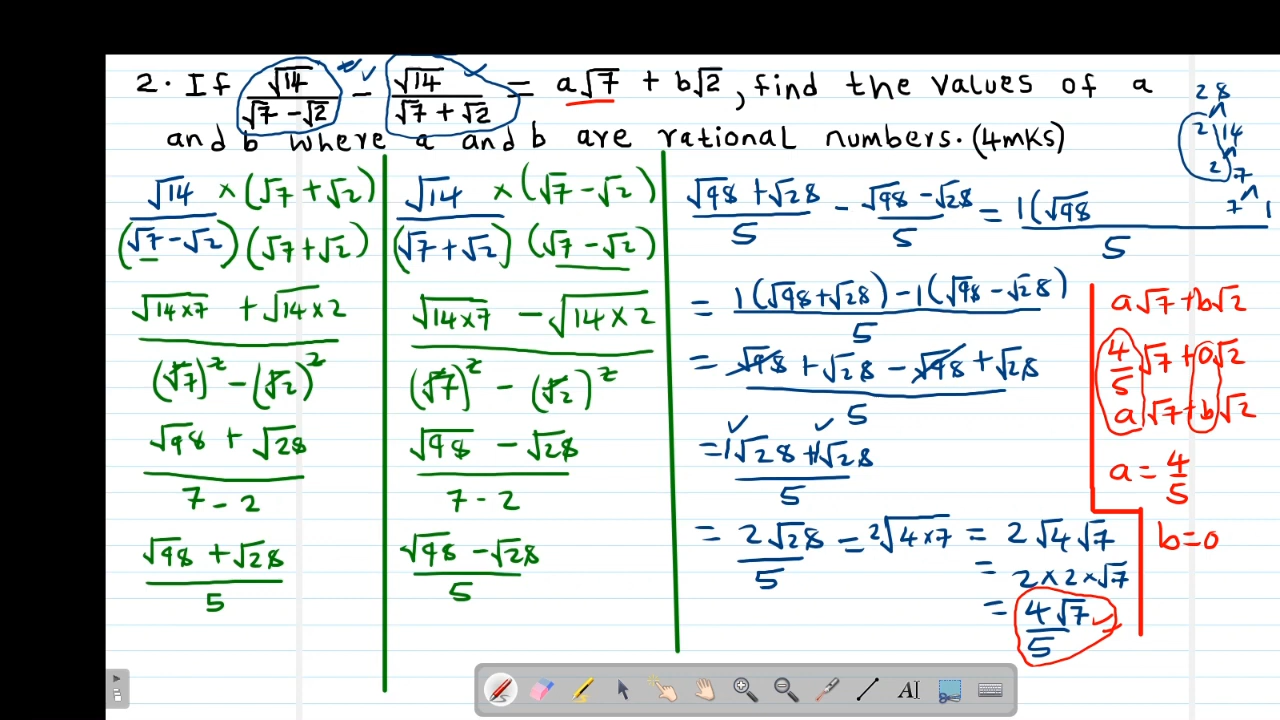 2. If √14/(√7 - √2) - √14/(√7 + √2) = a√7 + b√2, find the values of a
and b where a and b are rational numbers. (4mks)
√14 × (√7 + √2)
(√7 - √2) (√7 + √2)
√14×7 + √14×2
(√7)² - (√2)²
√98 + √28
7 - 2
√98 + √28
5
√14 × (√7 - √2)
(√7 + √2) (√7 - √2)
√14×7 - √14×2
(√7)² - (√2)²
√98 - √28
7 - 2
√98 - √28
5
(√98 + √28)/5 - (√98 - √28)/5 = 1(√98
5
= 1(√98 + √28) - 1(√98 - √28)
5
= √98 + √28 - √98 + √28
5
= 1√28 + 1√28
5
= 2√28/5 = 2√4×7 = 2√4√7
= 2×2×√7
= 4√7
5
28
2 14
2 7
7 1
a√7 + b√2
4/5√7 + 0√2
a√7 + b√2
a = 4/5
b = 0
AI